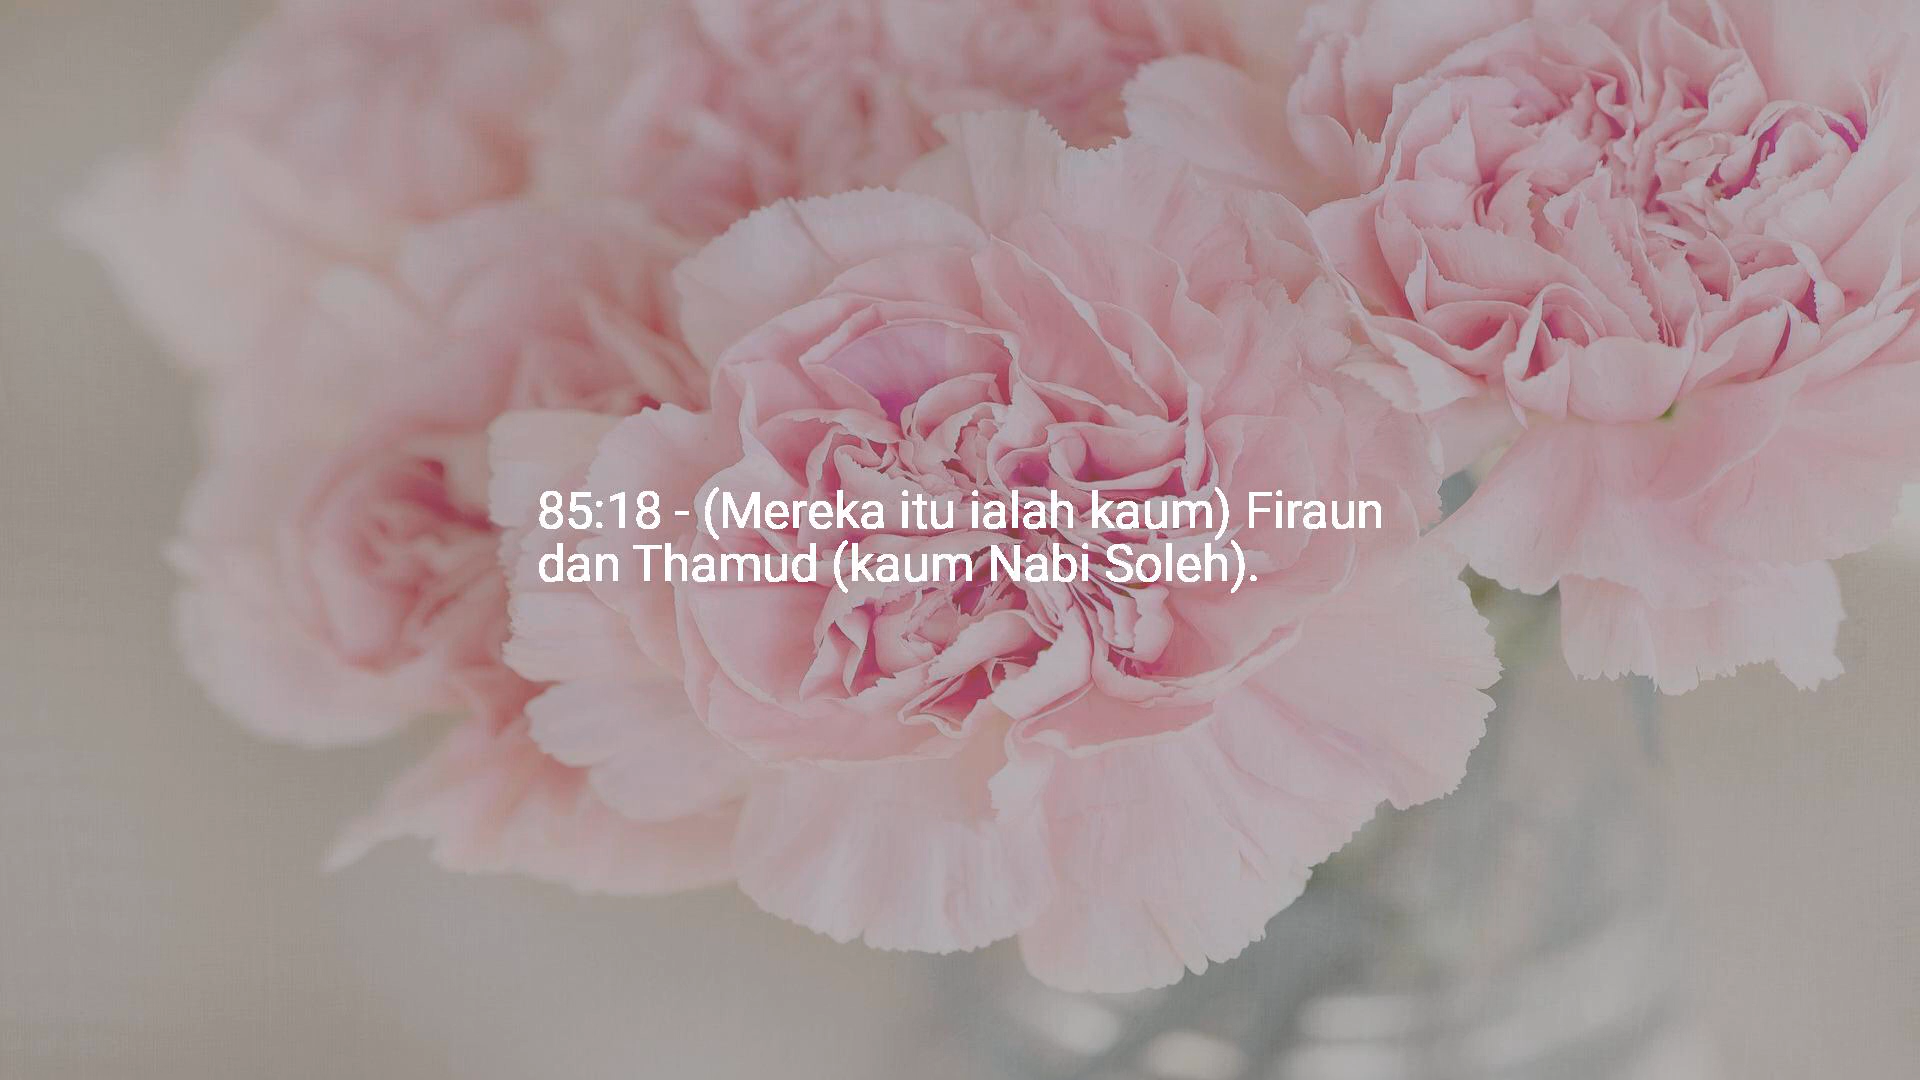 85:18 - (Mereka itu ialah kaum) Firaun
dan Thamud (kaum Nabi Soleh).